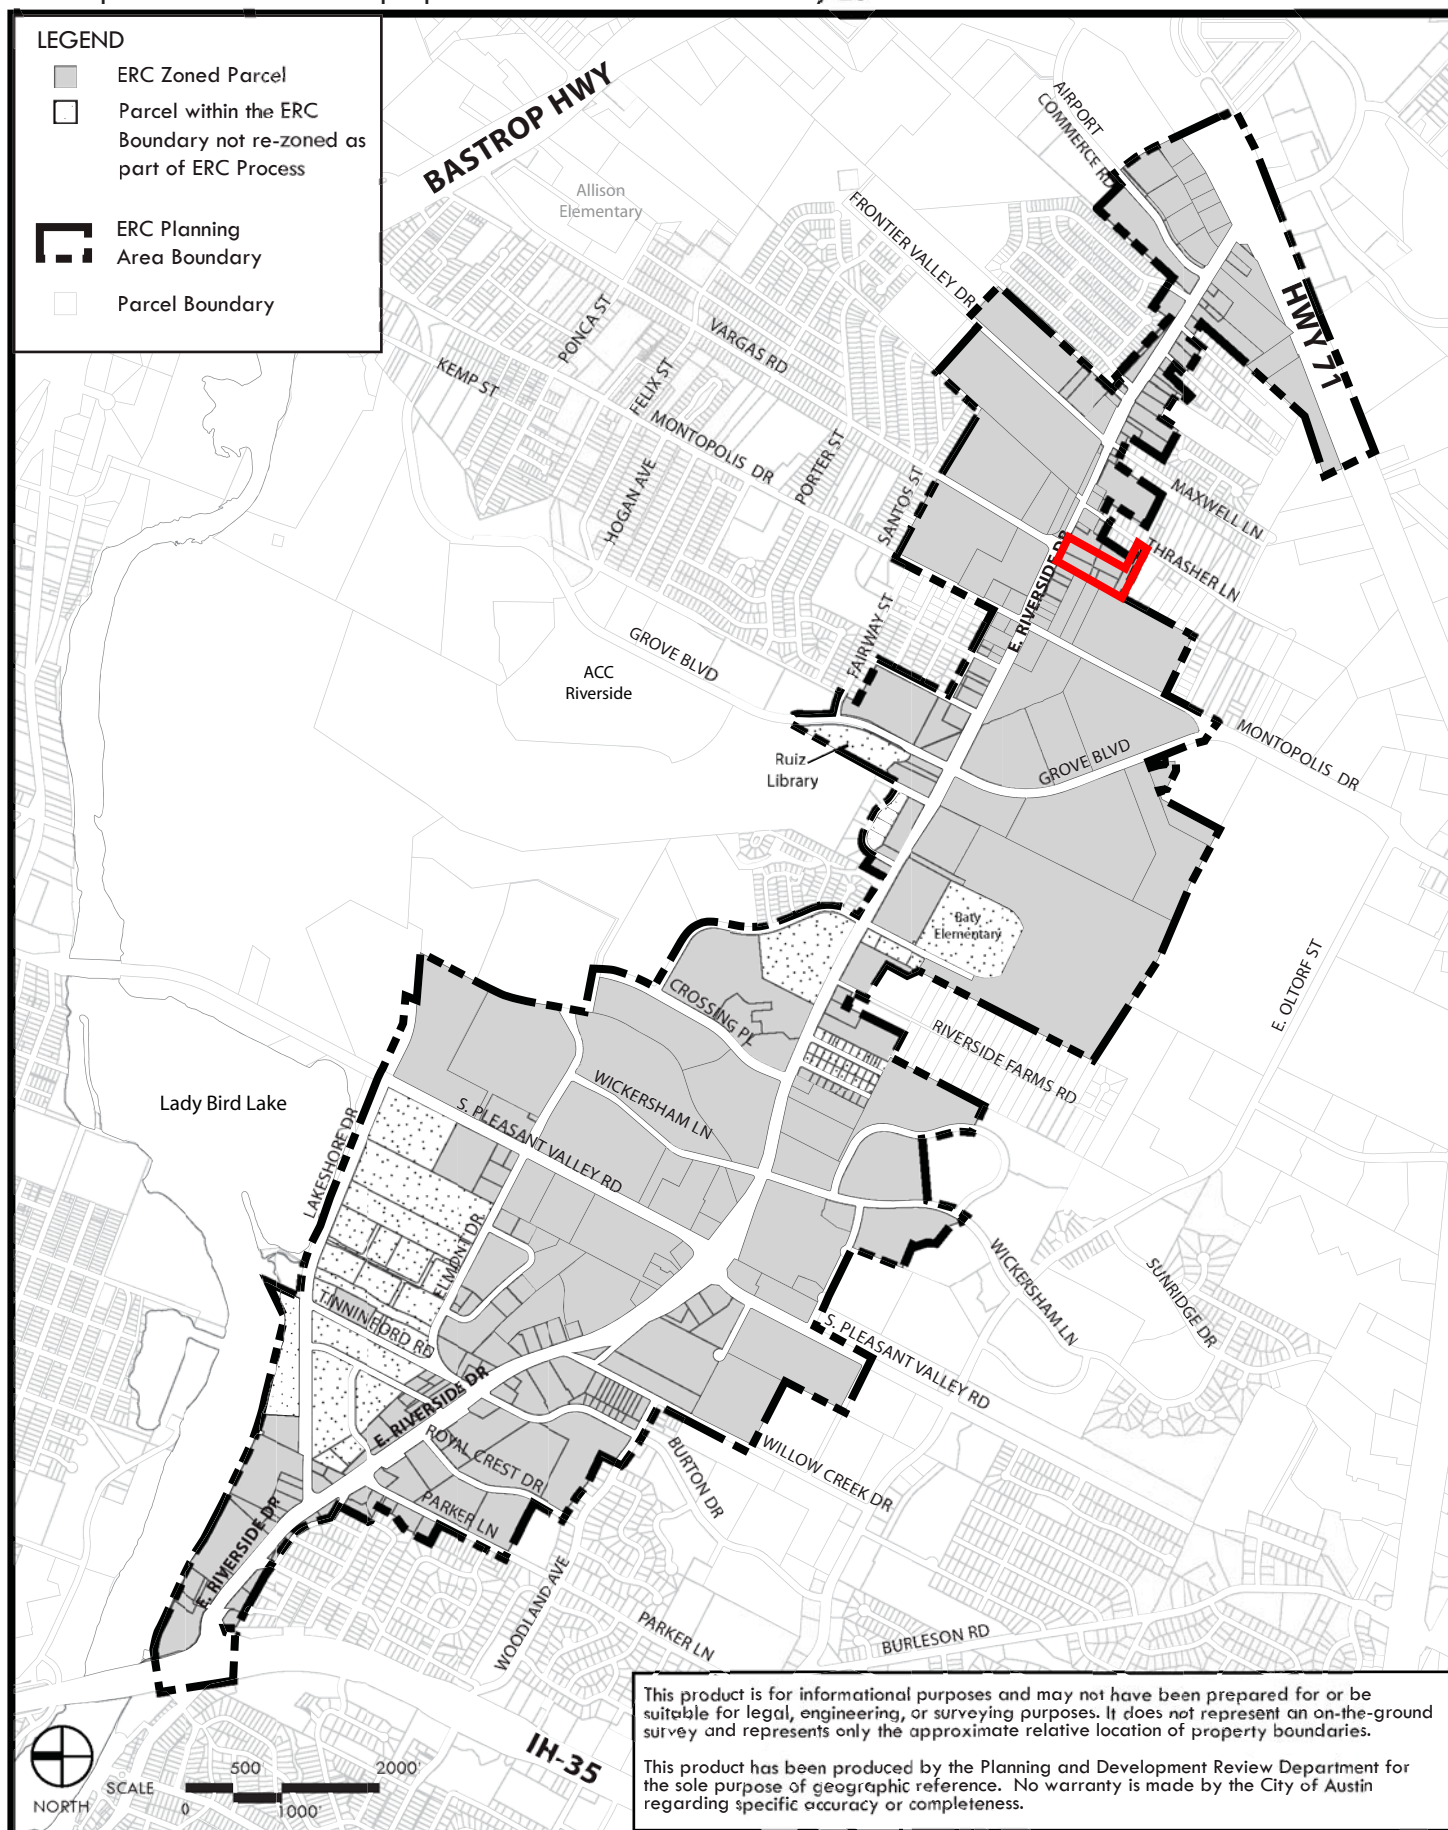 LEGEND
ERC Zoned Parcel
Parcel within the ERC
Boundary not re-zoned as
part of ERC Process
ERC Planning
Area Boundary
Parcel Boundary
BASTROP HWY
Allison
Elementary
AIRPORT
COMMERCE RD
FRONTIER VALLEY DR
HWY 71
PONCA ST
VARGAS RD
KEMP ST
FELIX ST
MONTOPOLIS DR
PORTER ST
HOGAN AVE
SANTOS ST
MAXWELL LN
THRASHER LN
E. RIVERSIDE DR
FAIRWAY ST
GROVE BLVD
ACC
Riverside
Ruiz
Library
GROVE BLVD
MONTOPOLIS DR
Baty
Elementary
E. OLTORF ST
CROSSING PL
RIVERSIDE FARMS RD
WICKERSHAM LN
Lady Bird Lake
S. PLEASANT VALLEY RD
LAKESHORE DR
ELMONT DR
WICKERSHAM LN
SUNRIDGE DR
TINNIN FORD RD
S. PLEASANT VALLEY RD
E. RIVERSIDE DR
ROYAL CREST DR
BURTON DR
WILLOW CREEK DR
PARKER LN
E. RIVERSIDE DR
WOODLAND AVE
PARKER LN
BURLESON RD
IH-35
NORTH
SCALE
500
2000'
0
1000'
This product is for informational purposes and may not have been prepared for or be
suitable for legal, engineering, or surveying purposes. It does not represent an on-the-ground
survey and represents only the approximate relative location of property boundaries.
This product has been produced by the Planning and Development Review Department for
the sole purpose of geographic reference. No warranty is made by the City of Austin
regarding specific accuracy or completeness.